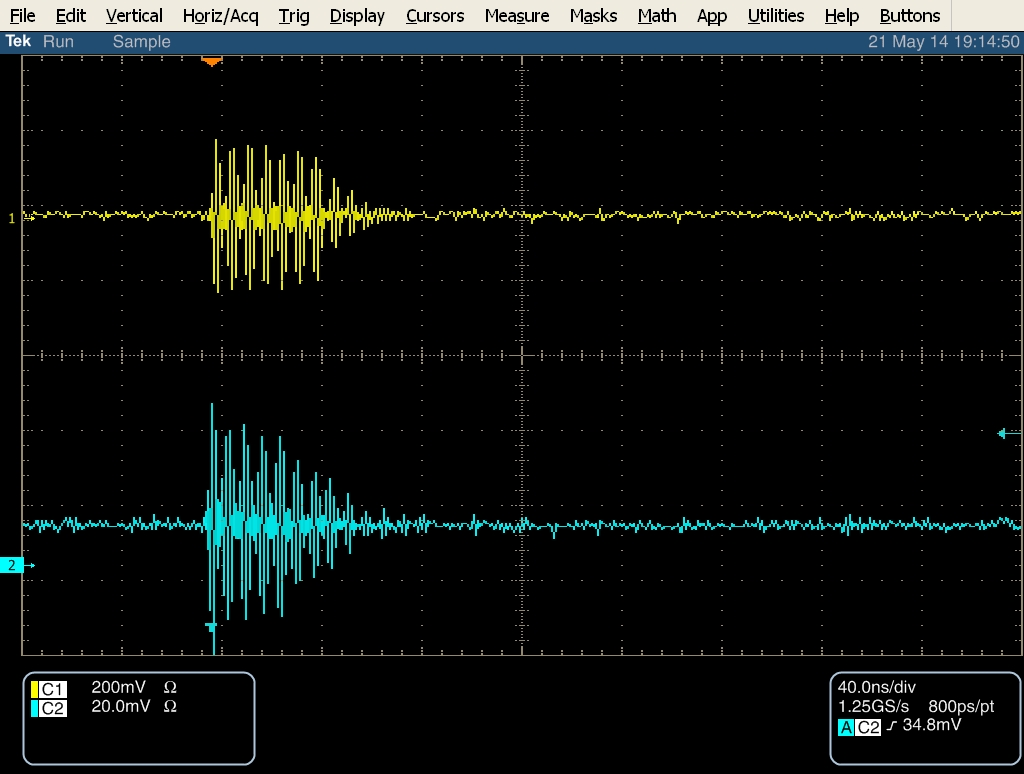 File Edit Vertical Horiz/Acq Trig Display Cursors Measure Masks Math App Utilities Help Buttons
Tek Run Sample 21 May 14 19:14:50
1
2
C1 200mV Ω
C2 20.0mV Ω
40.0ns/div
1.25GS/s 800ps/pt
A C2 34.8mV